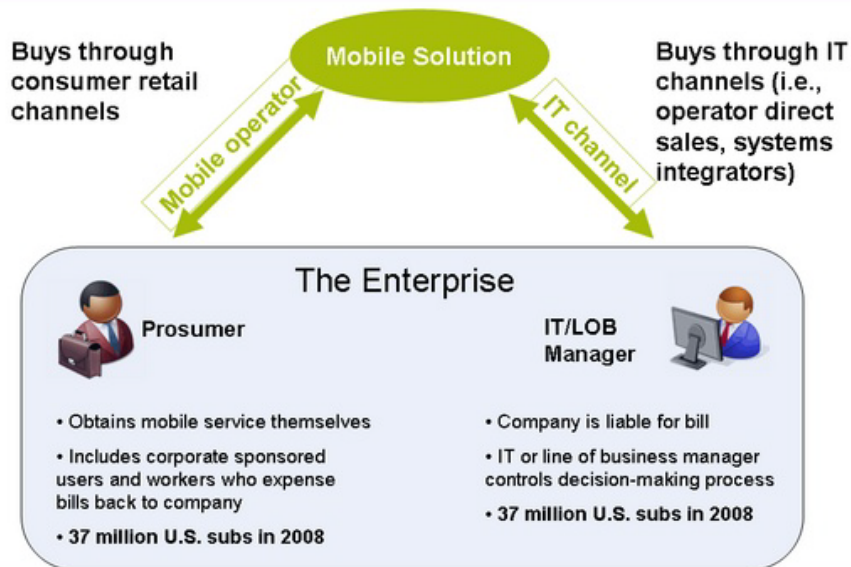 Mobile Solution
Buys through
consumer retail
channels
Mobile operator
IT channel
Buys through IT
channels (i.e.,
operator direct
sales, systems
integrators)
The Enterprise
Prosumer
• Obtains mobile service themselves
• Includes corporate sponsored
users and workers who expense
bills back to company
• 37 million U.S. subs in 2008
IT/LOB
Manager
• Company is liable for bill
• IT or line of business manager
controls decision-making process
• 37 million U.S. subs in 2008